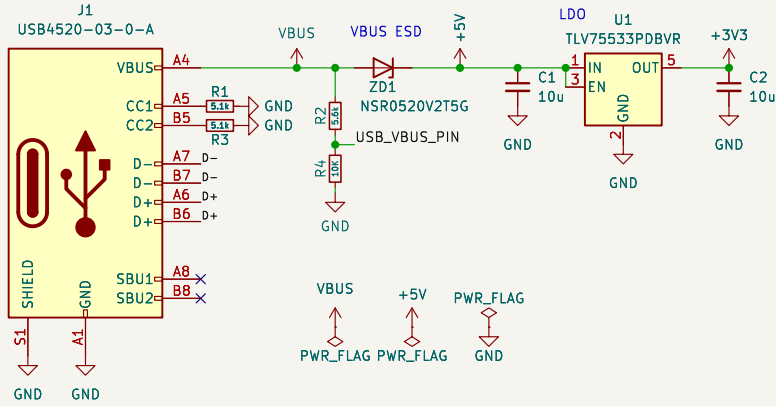 J1
USB4520-03-0-A
VBUS
A4
CC1
A5
R1
5.1k
GND
CC2
B5
R3
5.1k
GND
D-
A7
D-
D-
B7
D-
D+
A6
D+
D+
B6
D+
SBU1
A8
SBU2
B8
SHIELD
GND
S1
A1
GND
GND
VBUS
VBUS ESD
ZD1
NSR0520V2T5G
+5V
R2
5.6k
USB_VBUS_PIN
R4
10K
GND
LDO
U1
TLV75533PDBVR
1
IN
OUT
5
3
EN
GND
2
GND
C1
10u
GND
+3V3
C2
10u
GND
VBUS
PWR_FLAG
+5V
PWR_FLAG
PWR_FLAG
GND